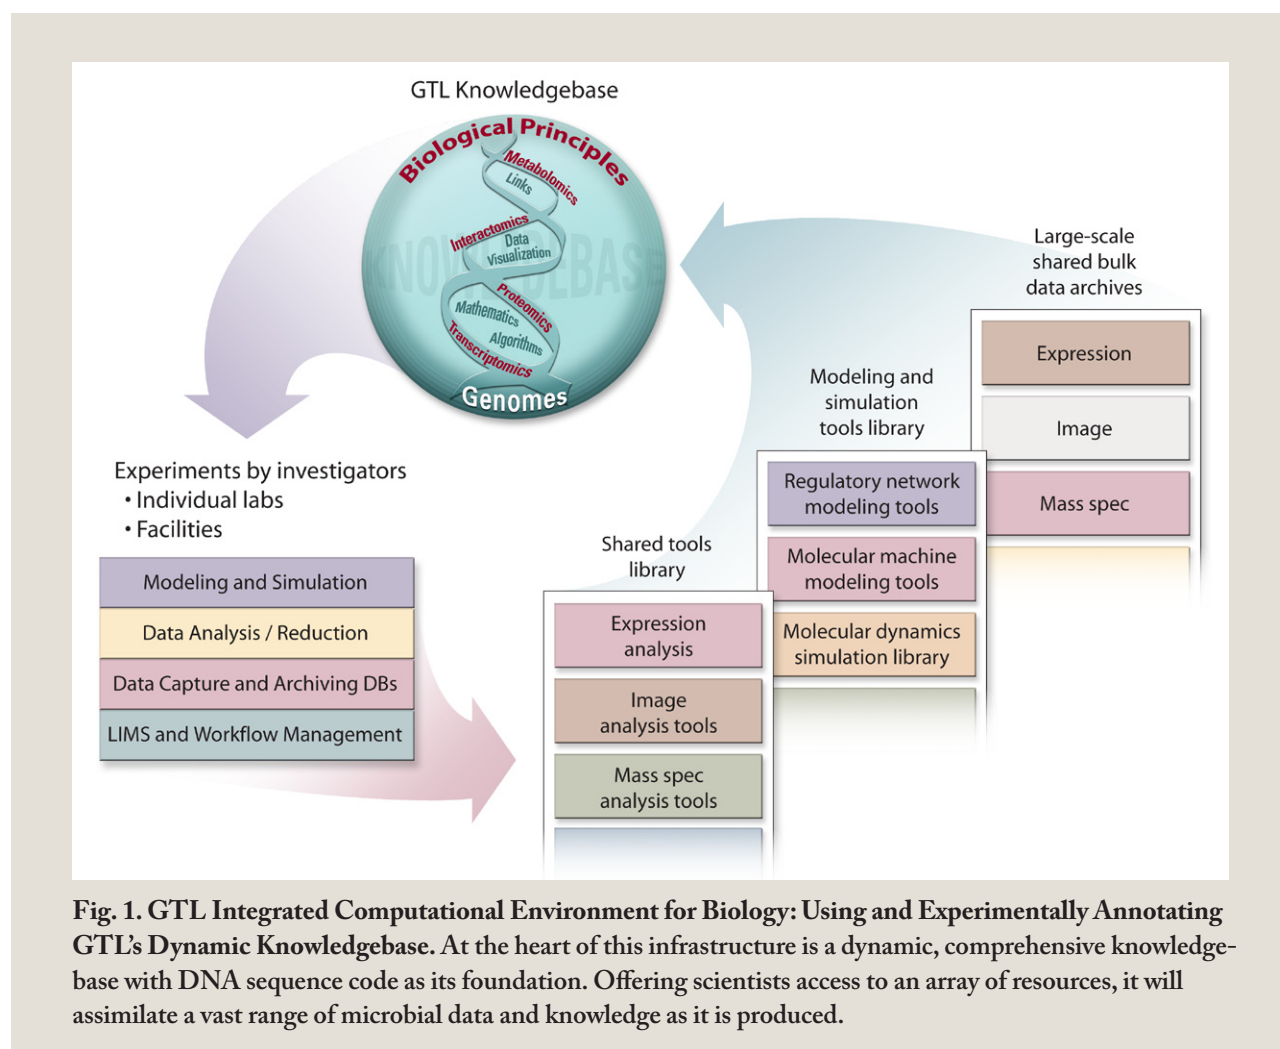 GTL Knowledgebase
Biological Principles
Metabolomics
Links
Interactomics
Data
Visualization
KNOWLEDEBASE
Proteomics
Mathematics
Algorithms
Transcriptomics
Genomes
Large-scale
shared bulk
data archives
Expression
Image
Mass spec
Modeling and
simulation
tools library
Regulatory network
modeling tools
Molecular machine
modeling tools
Molecular dynamics
simulation library
Experiments by investigators
• Individual labs
• Facilities
Modeling and Simulation
Data Analysis / Reduction
Data Capture and Archiving DBs
LIMS and Workflow Management
Shared tools
library
Expression
analysis
Image
analysis tools
Mass spec
analysis tools
Fig. 1. GTL Integrated Computational Environment for Biology: Using and Experimentally Annotating
GTL’s Dynamic Knowledgebase. At the heart of this infrastructure is a dynamic, comprehensive knowledge-
base with DNA sequence code as its foundation. Offering scientists access to an array of resources, it will
assimilate a vast range of microbial data and knowledge as it is produced.